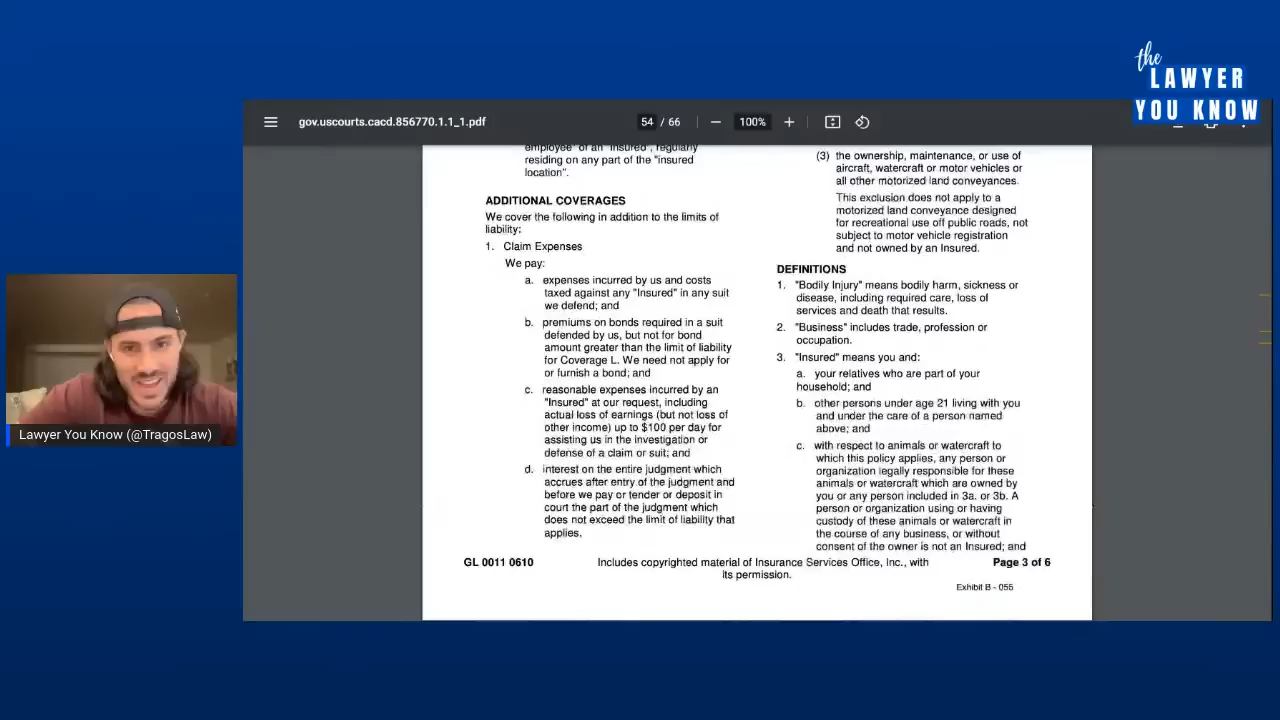 the
LAWYER
YOU KNOW
gov.uscourts.cacd.856770.1.1_1.pdf
54 / 66
100%
employee" of an "insured", regularly
residing on any part of the "insured
location".
ADDITIONAL COVERAGES
We cover the following in addition to the limits of
liability:
1. Claim Expenses
We pay:
a. expenses incurred by us and costs
taxed against any "Insured" in any suit
we defend; and
b. premiums on bonds required in a suit
defended by us, but not for bond
amount greater than the limit of liability
for Coverage L. We need not apply for
or furnish a bond; and
c. reasonable expenses incurred by an
"Insured" at our request, including
actual loss of earnings (but not loss of
other income) up to $100 per day for
assisting us in the investigation or
defense of a claim or suit; and
d. interest on the entire judgment which
accrues after entry of the judgment and
before we pay or tender or deposit in
court the part of the judgment which
does not exceed the limit of liability that
applies.
(3) the ownership, maintenance, or use of
aircraft, watercraft or motor vehicles or
all other motorized land conveyances.
This exclusion does not apply to a
motorized land conveyance designed
for recreational use off public roads, not
subject to motor vehicle registration
and not owned by an Insured.
DEFINITIONS
1. "Bodily Injury" means bodily harm, sickness or
disease, including required care, loss of
services and death that results.
2. "Business" includes trade, profession or
occupation.
3. "Insured" means you and:
a. your relatives who are part of your
household; and
b. other persons under age 21 living with you
and under the care of a person named
above; and
c. with respect to animals or watercraft to
which this policy applies, any person or
organization legally responsible for these
animals or watercraft which are owned by
you or any person included in 3a. or 3b. A
person or organization using or having
custody of these animals or watercraft in
the course of any business, or without
consent of the owner is not an Insured; and
GL 0011 0610
Includes copyrighted material of Insurance Services Office, Inc., with
its permission.
Page 3 of 6
Exhibit B - 055
Lawyer You Know (@TragosLaw)